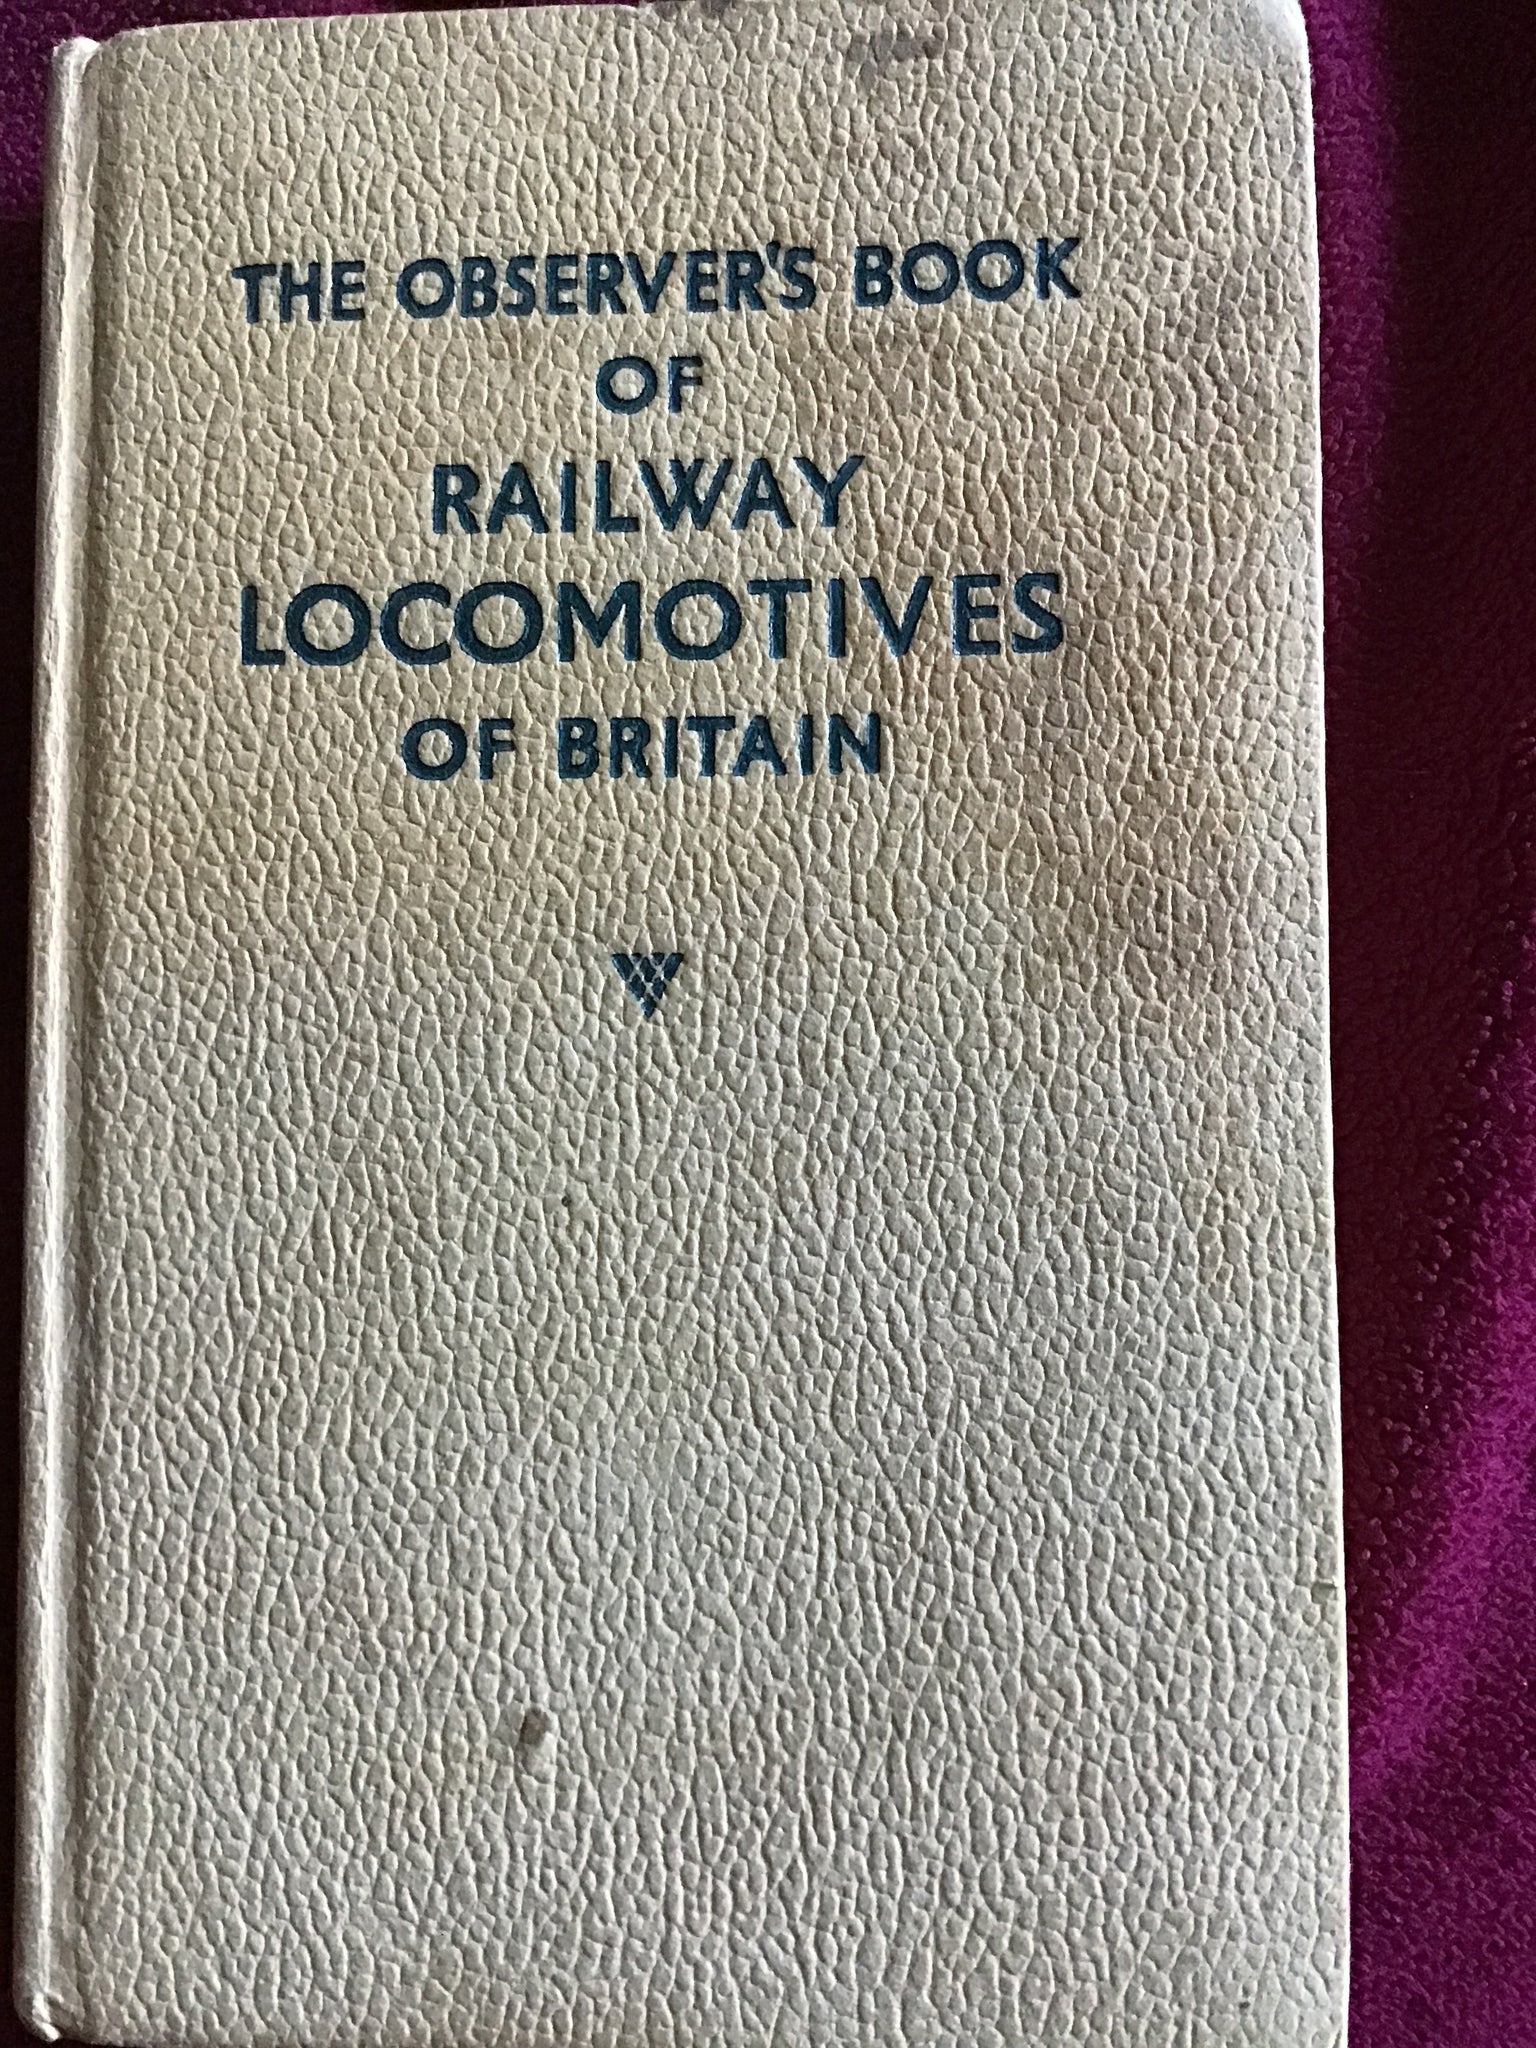 THE OBSERVER'S BOOK
OF
RAILWAY
LOCOMOTIVES
OF BRITAIN